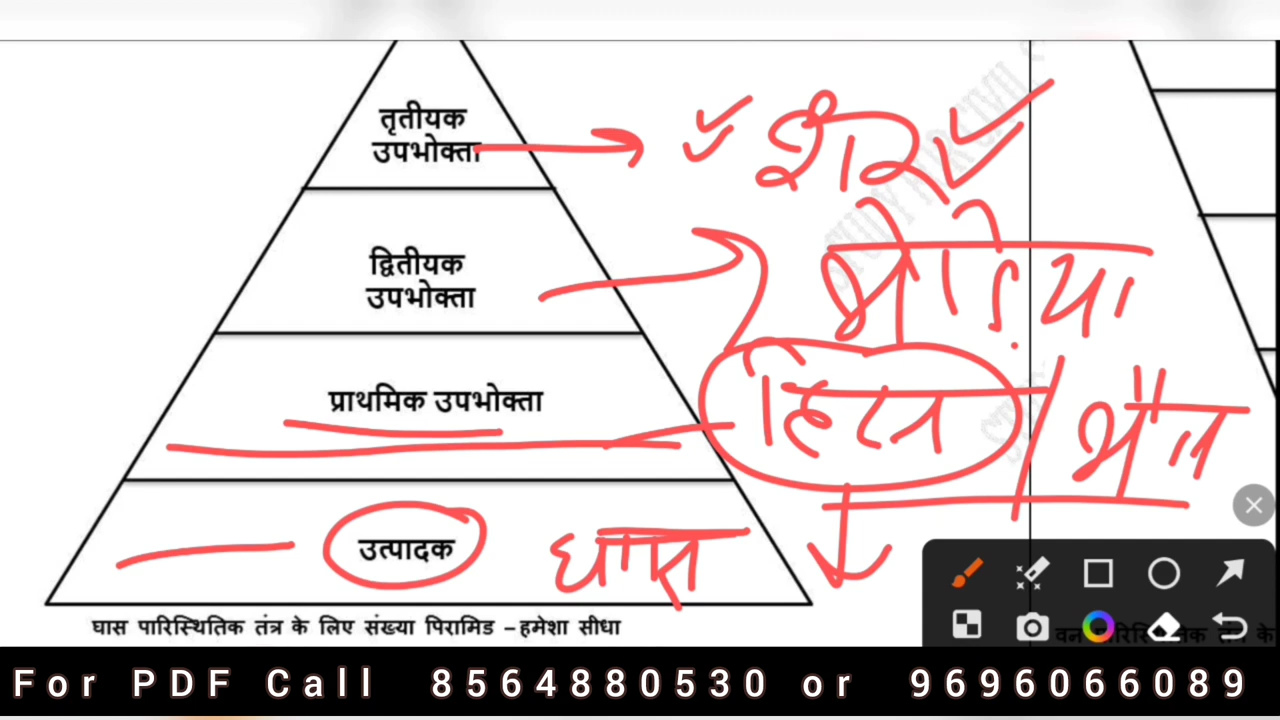 तृतीयक
उपभोक्ता
शेर
द्वितीयक
उपभोक्ता
भेड़िया
प्राथमिक उपभोक्ता
हिरन / भैंस
उत्पादक
घास
घास पारिस्थितिक तंत्र के लिए संख्या पिरामिड –हमेशा सीधा
For PDF Call 8564880530 or 9696066089